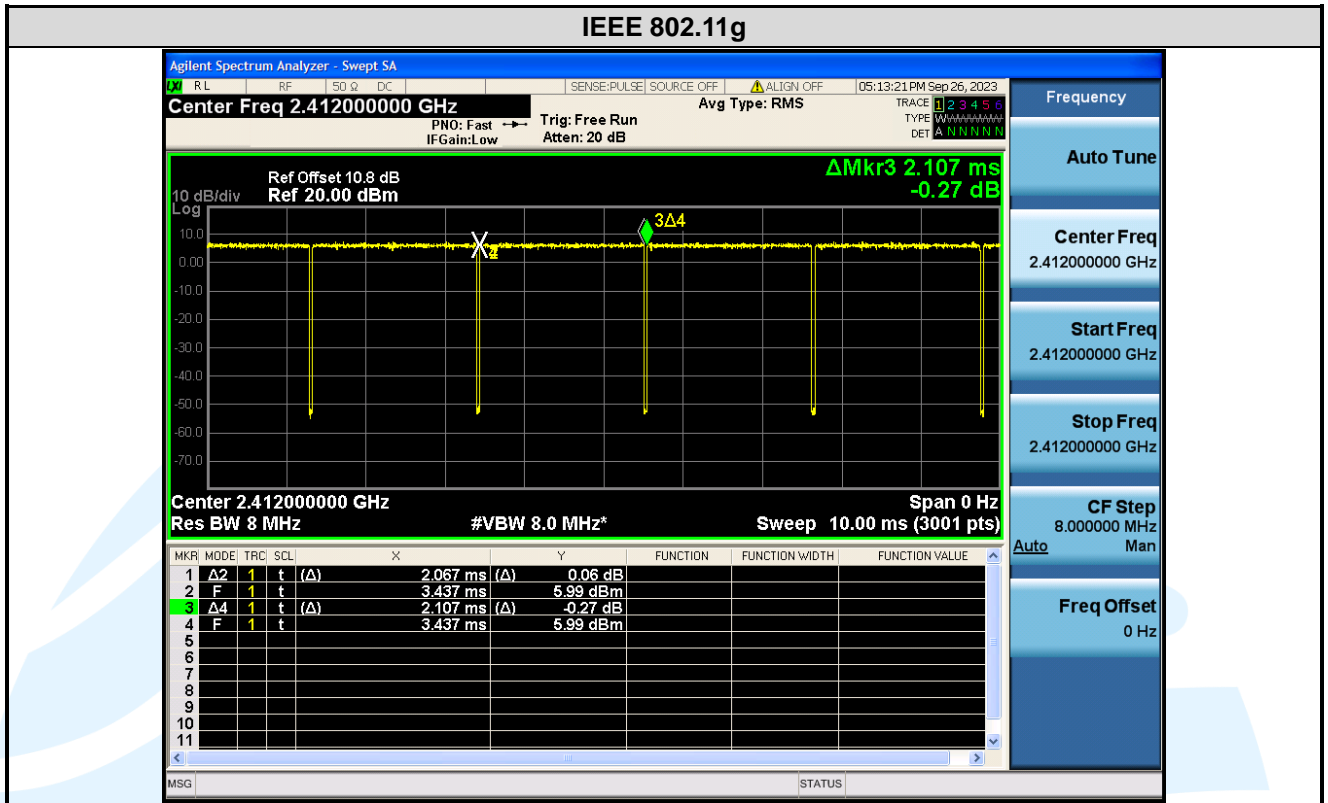 IEEE 802.11g
Agilent Spectrum Analyzer - Swept SA
LXI RL RF 50 Ω DC SENSE:PULSE SOURCE OFF ALIGN OFF 05:13:21 PM Sep 26, 2023
Center Freq 2.412000000 GHz
PNO: Fast
IFGain:Low
Trig: Free Run
Atten: 20 dB
Avg Type: RMS
TRACE 1 2 3 4 5 6
TYPE
DET A N N N N N
ΔMkr3 2.107 ms
-0.27 dB
Ref Offset 10.8 dB
10 dB/div Ref 20.00 dBm
Log
10.0
0.00
-10.0
-20.0
-30.0
-40.0
-50.0
-60.0
-70.0
3Δ4
Center 2.412000000 GHz Span 0 Hz
Res BW 8 MHz #VBW 8.0 MHz* Sweep 10.00 ms (3001 pts)
MKR MODE TRC SCL X Y FUNCTION FUNCTION WIDTH FUNCTION VALUE
1 Δ2 1 t (Δ) 2.067 ms (Δ) 0.06 dB
2 F 1 t 3.437 ms 5.99 dBm
3 Δ4 1 t (Δ) 2.107 ms (Δ) -0.27 dB
4 F 1 t 3.437 ms 5.99 dBm
5
6
7
8
9
10
11
MSG STATUS
Frequency
Auto Tune
Center Freq
2.412000000 GHz
Start Freq
2.412000000 GHz
Stop Freq
2.412000000 GHz
CF Step
8.000000 MHz
Auto Man
Freq Offset
0 Hz